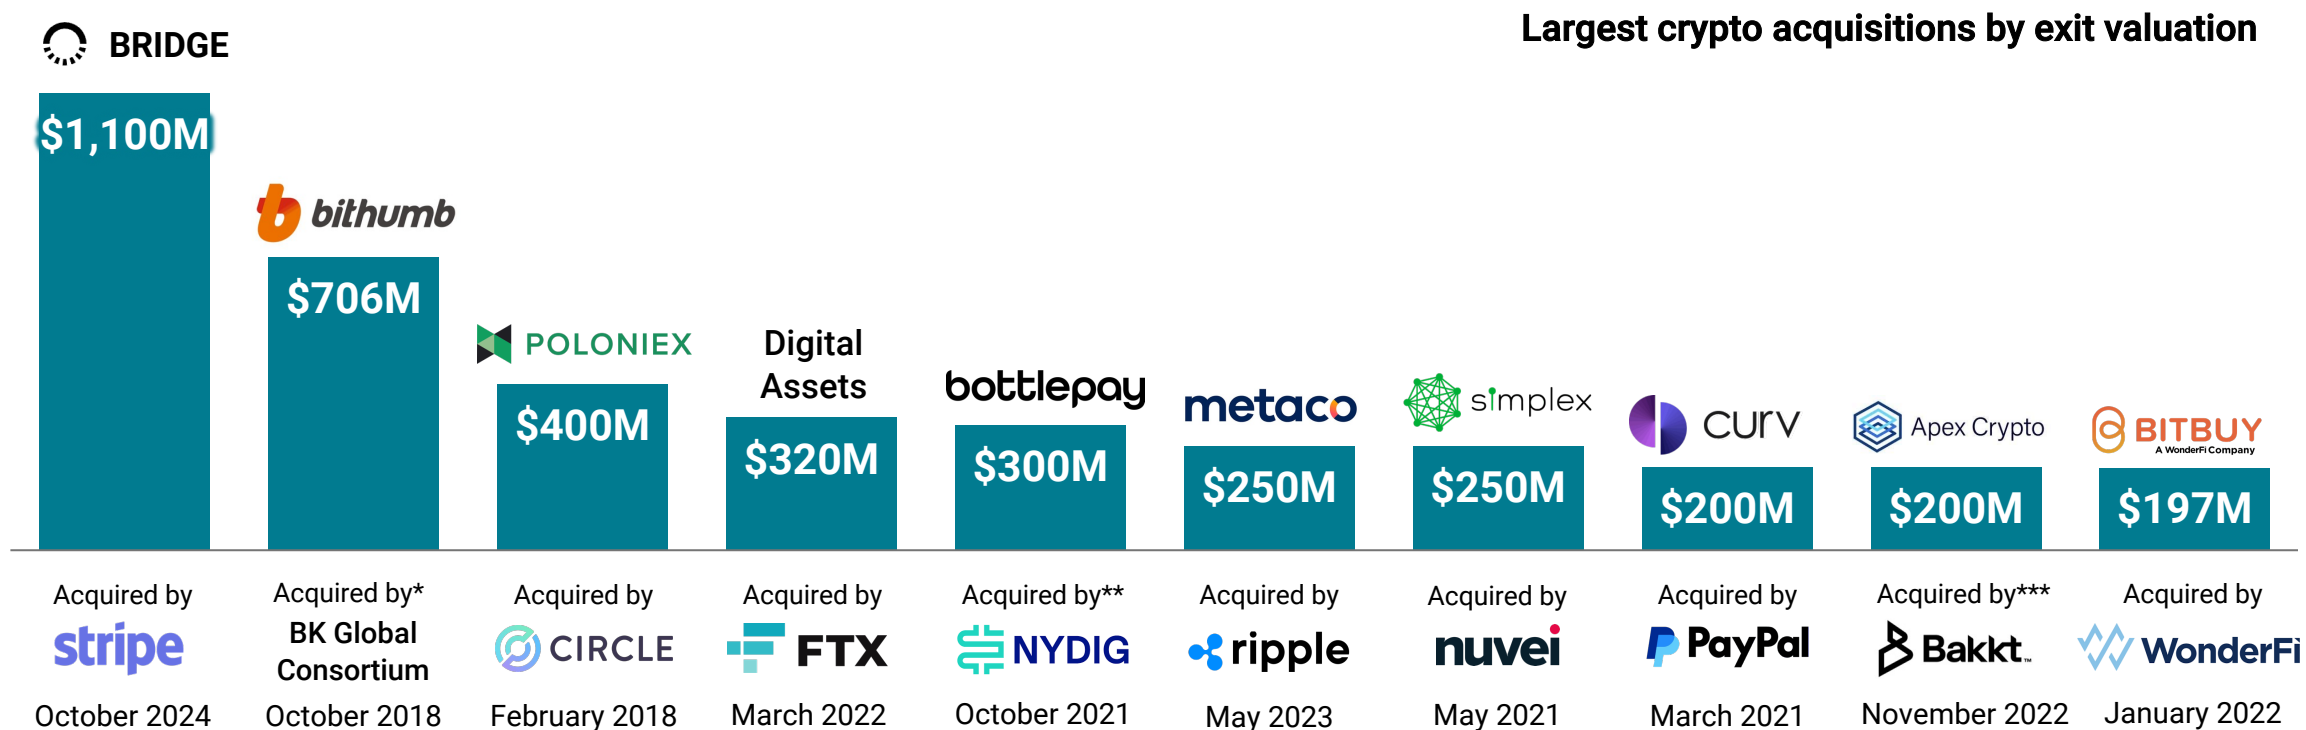 Largest crypto acquisitions by exit valuation
BRIDGE
$1,100M
bithumb
$706M
POLONIEX
$400M
Digital
Assets
$320M
bottlepay
$300M
metaco
$250M
simplex
$250M
curv
$200M
Apex Crypto
$200M
BITBUY
A WonderFi Company
$197M
Acquired by
stripe
October 2024
Acquired by*
BK Global
Consortium
October 2018
Acquired by
CIRCLE
February 2018
Acquired by
FTX
March 2022
Acquired by**
NYDIG
October 2021
Acquired by
ripple
May 2023
Acquired by
nuvei
May 2021
Acquired by
PayPal
March 2021
Acquired by***
Bakkt™
November 2022
Acquired by
WonderFi
January 2022